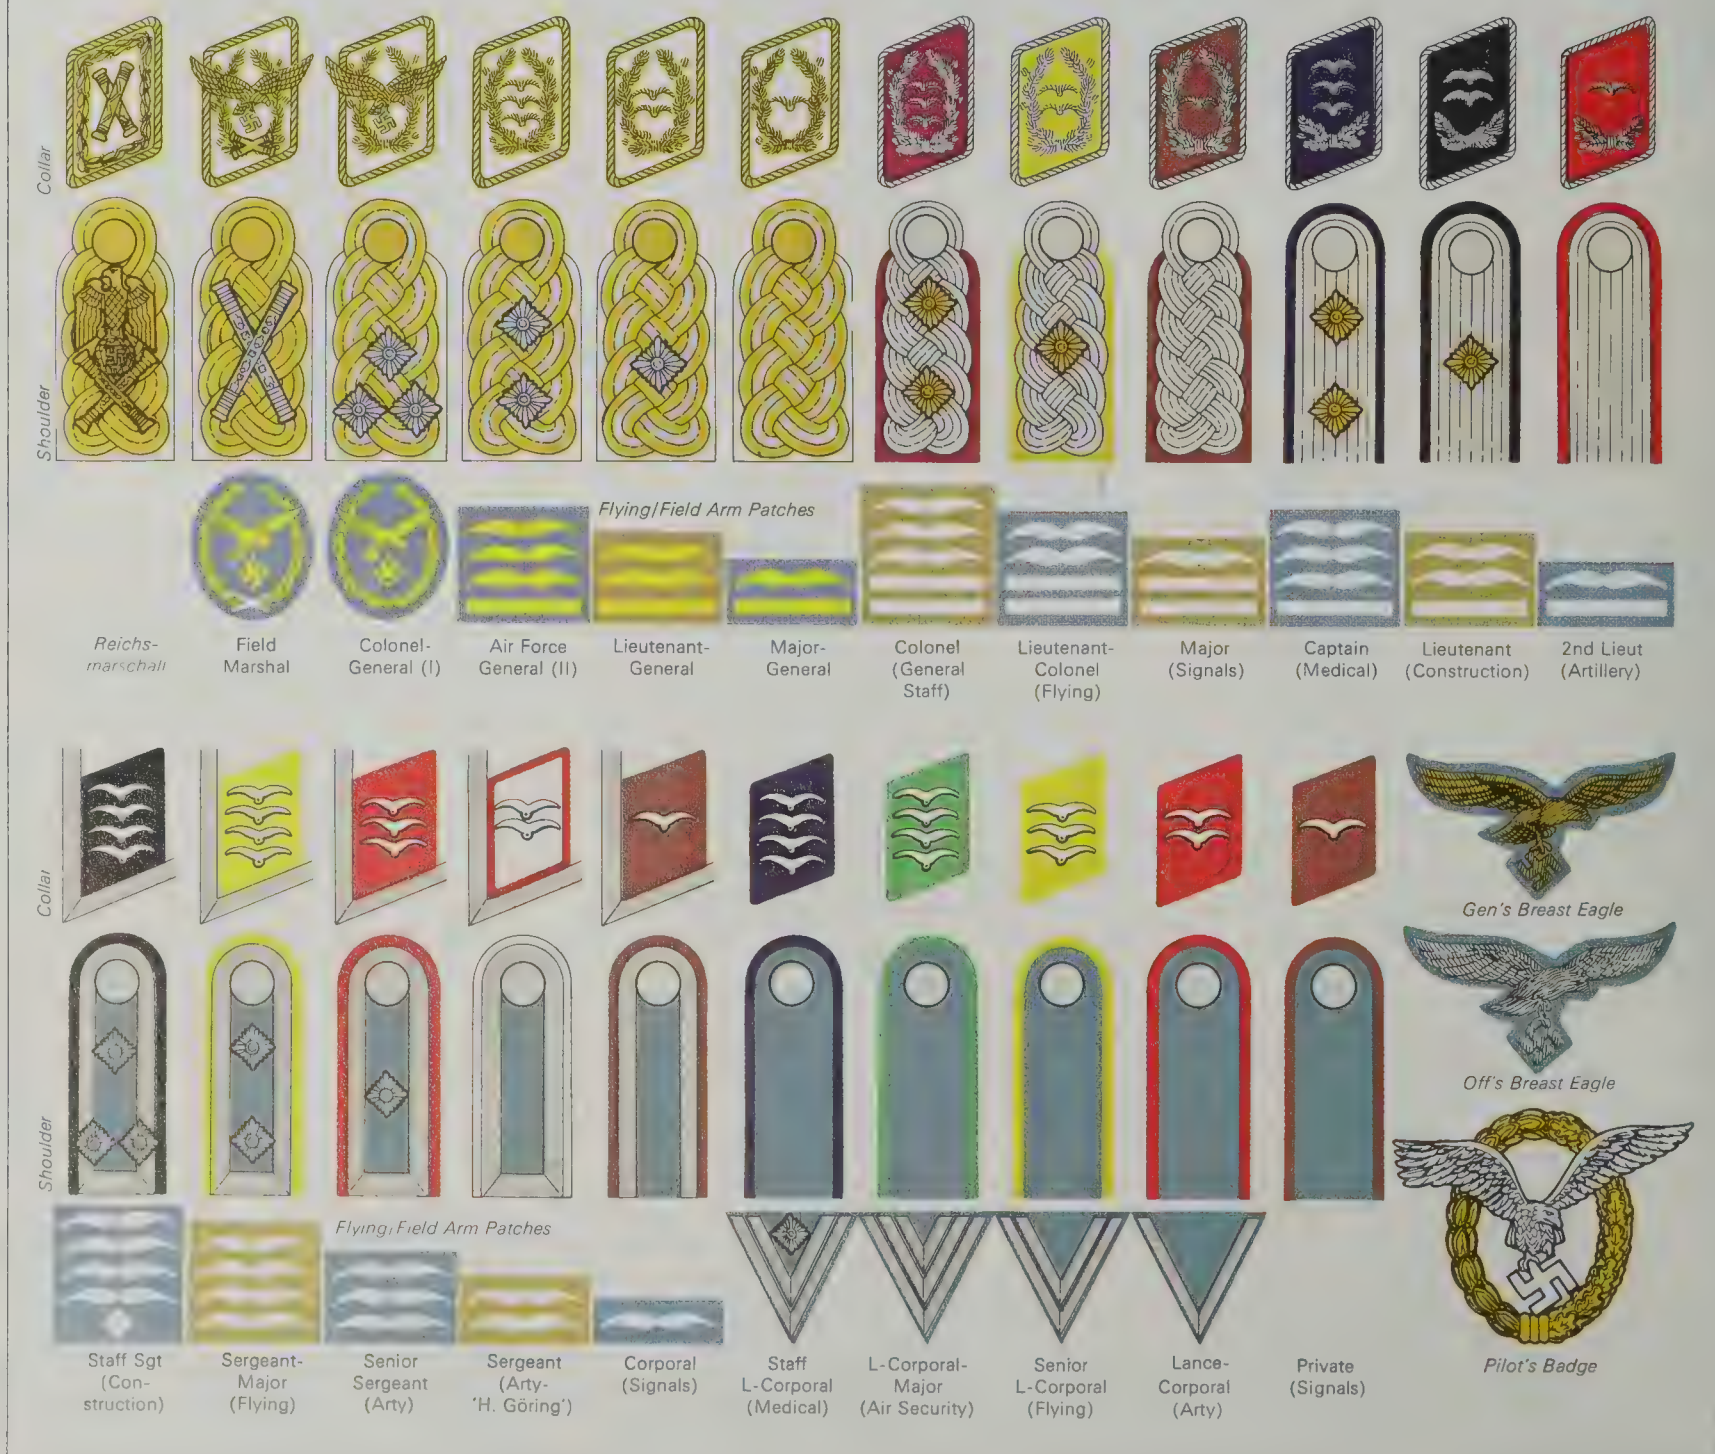 Collar
Shoulder
Flying/Field Arm Patches
Reichs-
marschall
Field
Marshal
Colonel-
General (I)
Air Force
General (II)
Lieutenant-
General
Major-
General
Colonel
(General
Staff)
Lieutenant-
Colonel
(Flying)
Major
(Signals)
Captain
(Medical)
Lieutenant
(Construction)
2nd Lieut
(Artillery)
Collar
Shoulder
Gen's Breast Eagle
Off's Breast Eagle
Flying/Field Arm Patches
Staff Sgt
(Con-
struction)
Sergeant-
Major
(Flying)
Senior
Sergeant
(Arty)
Sergeant
(Arty-
'H. Göring')
Corporal
(Signals)
Staff
L-Corporal
(Medical)
L-Corporal-
Major
(Air Security)
Senior
L-Corporal
(Flying)
Lance-
Corporal
(Arty)
Private
(Signals)
Pilot's Badge